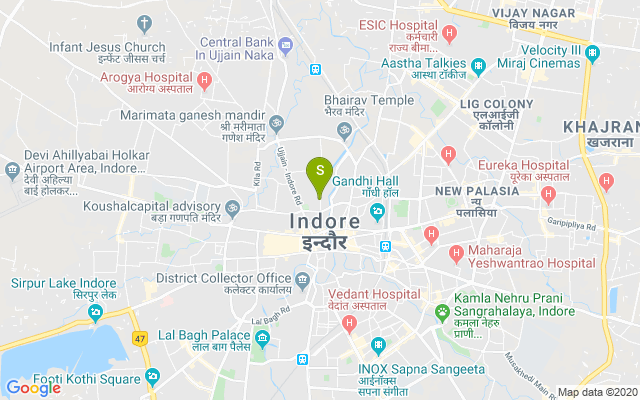 VIJAY NAGAR
विजय नगर
ESIC Hospital
कर्मचारी
राज्य बीमा...
Infant Jesus Church
इन्फेंट जीसस चर्च
Central Bank
In Ujjain Naka
Velocity III
Miraj Cinemas
Aastha Talkies
आस्था टॉकीज
Arogya Hospital
आरोग्य अस्पताल
Bhairav Temple
भैरव मंदिर
LIG COLONY
एलआईजी
कॉलोनी
Marimata ganesh mandir
श्री मरीमाता
गणेश मंदिर
KHAJRAN
खजराना
Devi Ahillyabai Holkar
Airport Area, Indore...
देवी अहिल्या
बाई होलकर...
Kila Rd
Ujjain - Indore Rd
S
Gandhi Hall
गाँधी हॉल
Eureka Hospital
यूरेका अस्पताल
NEW PALASIA
न्यू
पलासिया
Koushalcapital advisory
बड़ा गणपति मंदिर
Indore
इन्दौर
Garipipliya Rd
Maharaja
Yeshwantrao Hospital
District Collector Office
कलेक्टर कार्यालय
Sirpur Lake Indore
सिरपुर लेक
Vedant Hospital
वेदांत अस्पताल
Kamla Nehru Prani
Sangrahalaya, Indore
कमला नेहरु
प्राणी...
Lal Bagh Rd
Lal Bagh Palace
लाल बाग पैलेस
47
INOX Sapna Sangeeta
आईनॉक्स
सपना संगीता
Musakhedi Main Road
Footi Kothi Square
Google
Map data ©2020